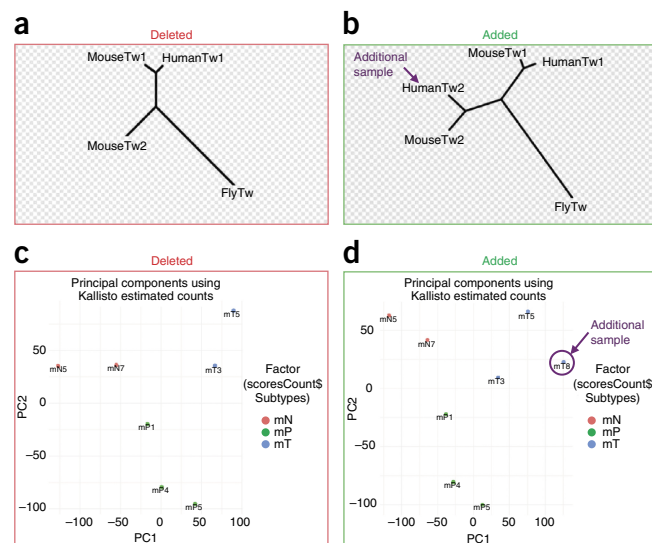 a
Deleted
MouseTw1 HumanTw1
MouseTw2
FlyTw
b
Added
Additional
sample
MouseTw1
HumanTw1
HumanTw2
MouseTw2
FlyTw
c
Deleted
Principal components using
Kallisto estimated counts
mT5
mN5
mN7
mT3
mP1
mP4
mP5
50
0
−50
−100
PC2
−100
−50
0
50
100
PC1
Factor
(scoresCount$
Subtypes)
mN
mP
mT
d
Added
Principal components using
Kallisto estimated counts
mN5
mT5
mN7
mT8
mT3
mP1
mP4
mP5
Additional
sample
50
0
−50
−100
PC2
−100
−50
0
50
100
PC1
Factor
(scoresCount$
Subtypes)
mN
mP
mT